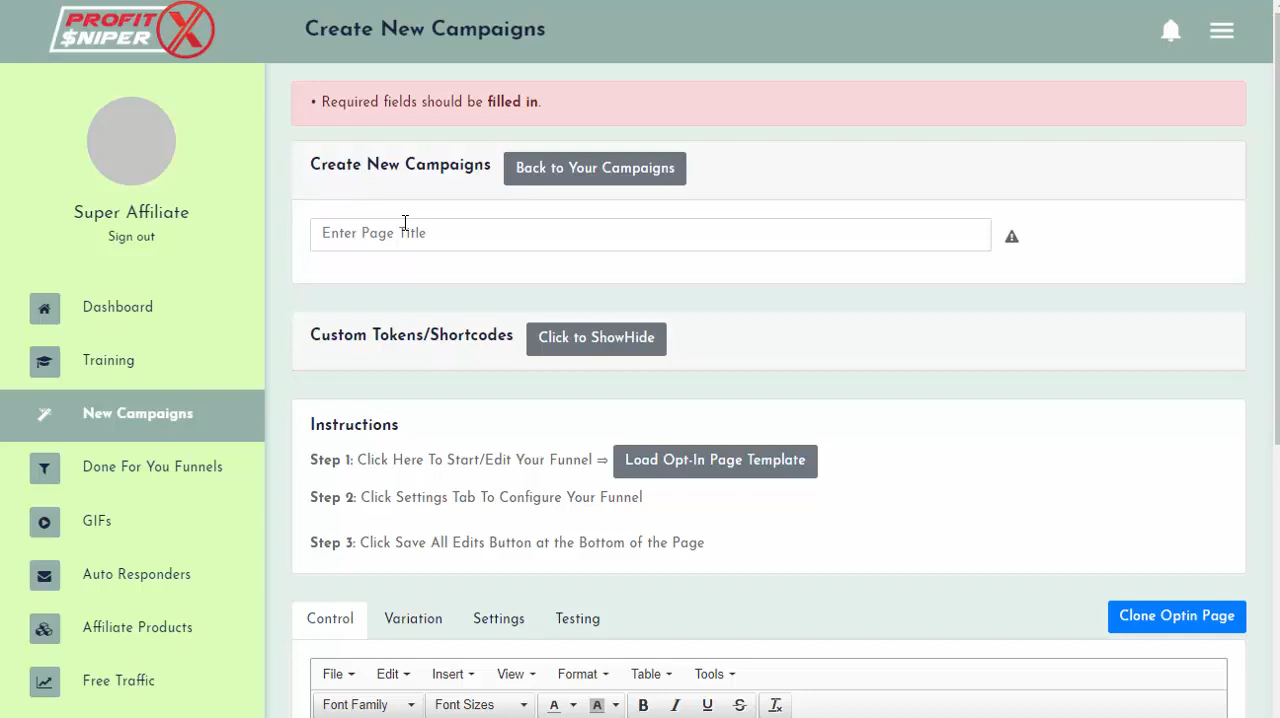 PROFIT
$NIPER X
Create New Campaigns
• Required fields should be filled in.
Create New Campaigns
Back to Your Campaigns
Enter Page Title
Super Affiliate
Sign out
Custom Tokens/Shortcodes
Click to ShowHide
Dashboard
Training
New Campaigns
Done For You Funnels
GIFs
Auto Responders
Affiliate Products
Free Traffic
Instructions
Step 1: Click Here To Start/Edit Your Funnel ⇒ Load Opt-In Page Template
Step 2: Click Settings Tab To Configure Your Funnel
Step 3: Click Save All Edits Button at the Bottom of the Page
Control Variation Settings Testing
Clone Optin Page
File Edit Insert View Format Table Tools
Font Family Font Sizes A A B I U S Tx